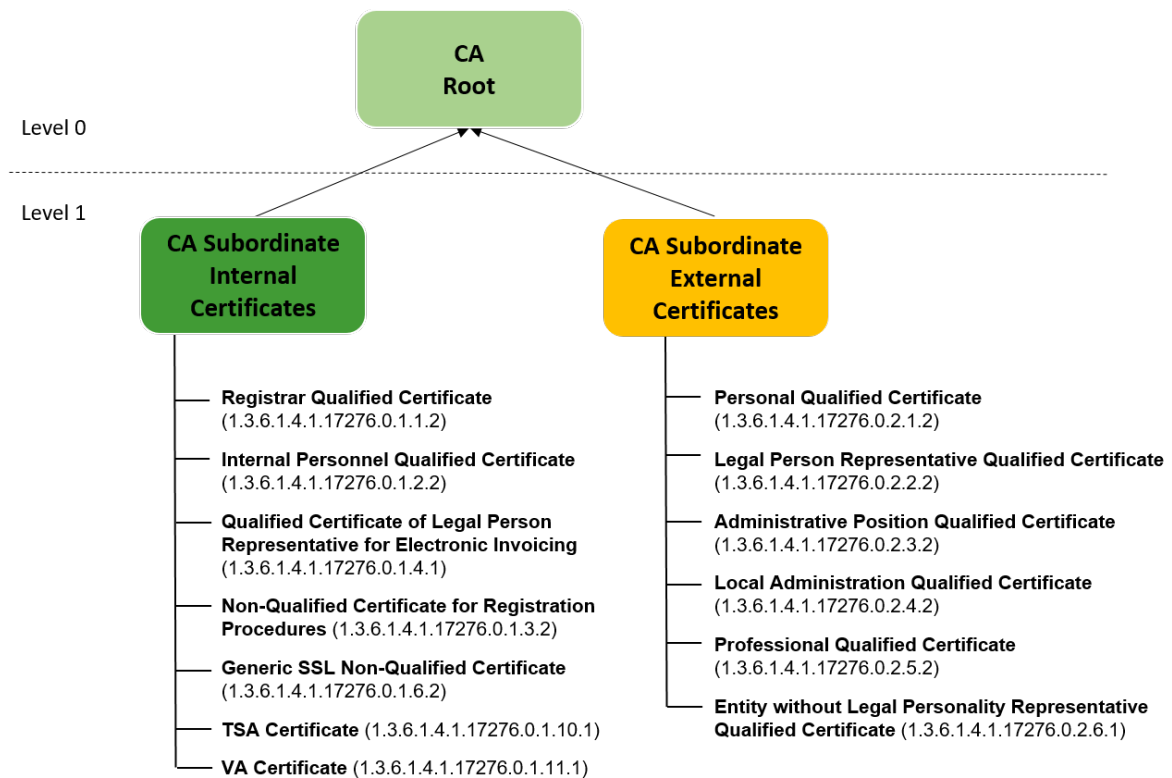 CA
Root
Level 0
Level 1
CA Subordinate
Internal
Certificates
Registrar Qualified Certificate
(1.3.6.1.4.1.17276.0.1.1.2)
Internal Personnel Qualified Certificate
(1.3.6.1.4.1.17276.0.1.2.2)
Qualified Certificate of Legal Person
Representative for Electronic Invoicing
(1.3.6.1.4.1.17276.0.1.4.1)
Non-Qualified Certificate for Registration
Procedures (1.3.6.1.4.1.17276.0.1.3.2)
Generic SSL Non-Qualified Certificate
(1.3.6.1.4.1.17276.0.1.6.2)
TSA Certificate (1.3.6.1.4.1.17276.0.1.10.1)
VA Certificate (1.3.6.1.4.1.17276.0.1.11.1)
CA Subordinate
External
Certificates
Personal Qualified Certificate
(1.3.6.1.4.1.17276.0.2.1.2)
Legal Person Representative Qualified Certificate
(1.3.6.1.4.1.17276.0.2.2.2)
Administrative Position Qualified Certificate
(1.3.6.1.4.1.17276.0.2.3.2)
Local Administration Qualified Certificate
(1.3.6.1.4.1.17276.0.2.4.2)
Professional Qualified Certificate
(1.3.6.1.4.1.17276.0.2.5.2)
Entity without Legal Personality Representative
Qualified Certificate (1.3.6.1.4.1.17276.0.2.6.1)